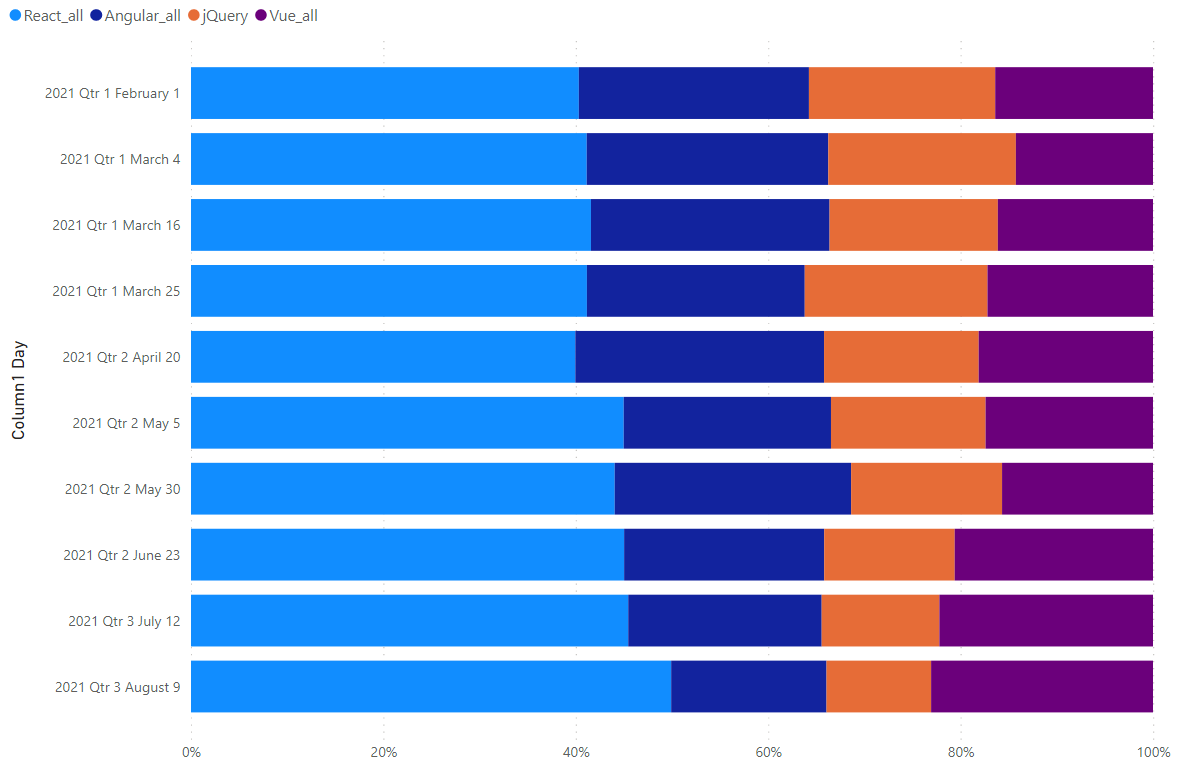 React_all Angular_all jQuery Vue_all
2021 Qtr 1 February 1
2021 Qtr 1 March 4
2021 Qtr 1 March 16
2021 Qtr 1 March 25
2021 Qtr 2 April 20
2021 Qtr 2 May 5
2021 Qtr 2 May 30
2021 Qtr 2 June 23
2021 Qtr 3 July 12
2021 Qtr 3 August 9
Column1 Day
0% 20% 40% 60% 80% 100%